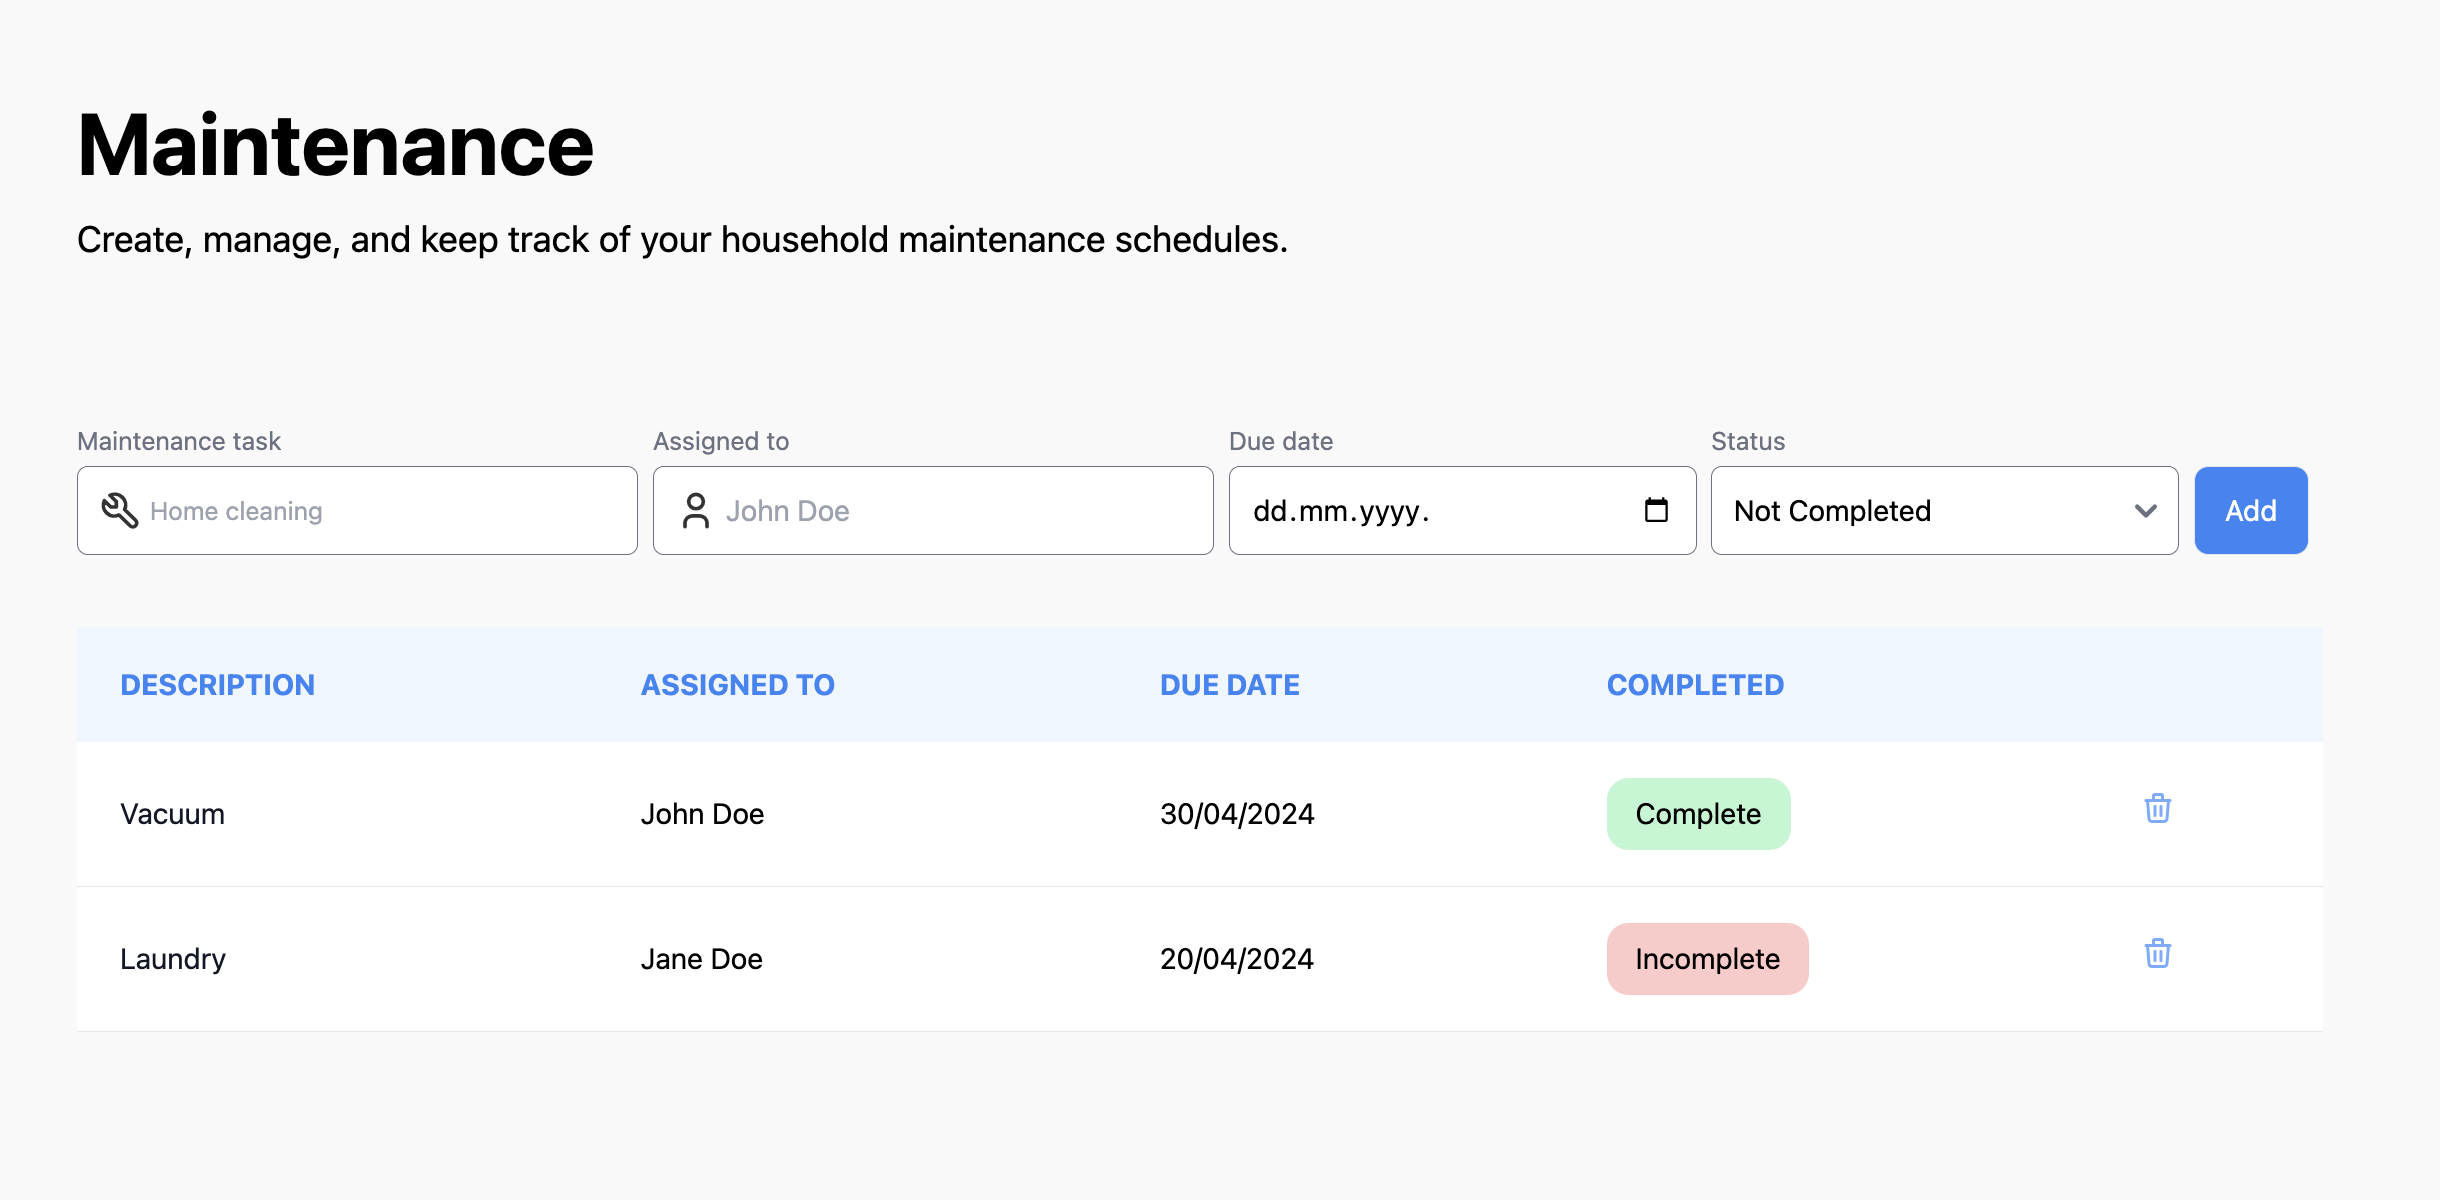 Maintenance
Create, manage, and keep track of your household maintenance schedules.
Maintenance task Assigned to Due date Status
Home cleaning John Doe dd.mm.yyyy. Not Completed Add
DESCRIPTION ASSIGNED TO DUE DATE COMPLETED
Vacuum John Doe 30/04/2024 Complete
Laundry Jane Doe 20/04/2024 Incomplete